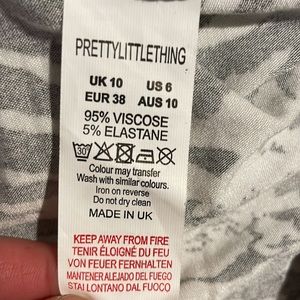 PRETTYLITTLETHING
UK 10 US 6
EUR 38 AUS 10
95% VISCOSE
5% ELASTANE
30
Colour may transfer
Wash with similar colours.
Iron on reverse
Do not dry clean
MADE IN UK
KEEP AWAY FROM FIRE
TENIR ÉLOIGNÉ DU FEU
VON FEUER FERNHALTEN
MANTENER ALEJADO DEL FUEGO
STAI LONTANO DAL FUOCO